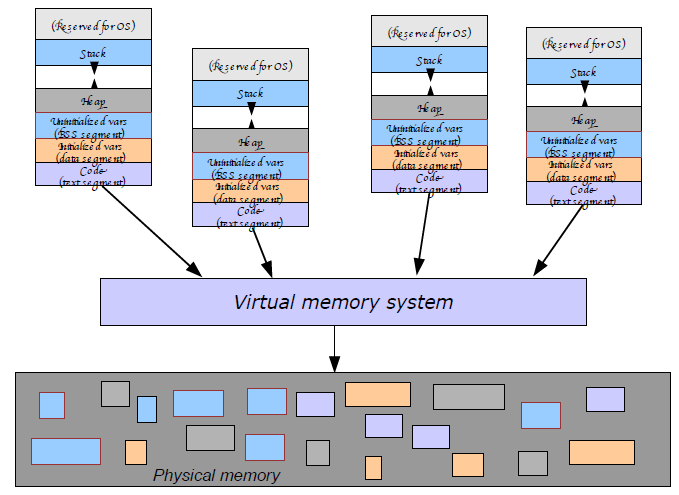 (Reserved for OS)
Stack
Heap
Uninitialized vars
(BSS segment)
Initialized vars
(data segment)
Code
(text segment)
(Reserved for OS)
Stack
Heap
Uninitialized vars
(BSS segment)
Initialized vars
(data segment)
Code
(text segment)
(Reserved for OS)
Stack
Heap
Uninitialized vars
(BSS segment)
Initialized vars
(data segment)
Code
(text segment)
(Reserved for OS)
Stack
Heap
Uninitialized vars
(BSS segment)
Initialized vars
(data segment)
Code
(text segment)
Virtual memory system
Physical memory